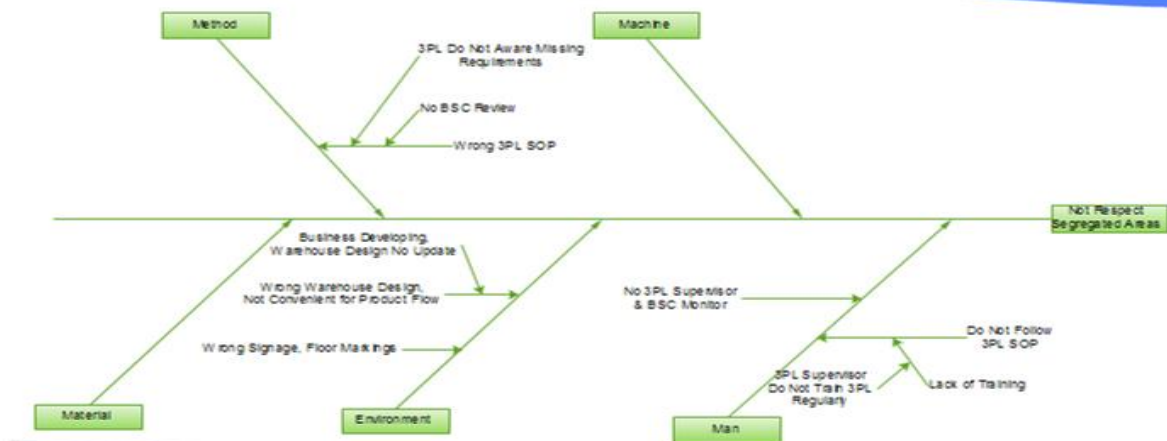 Method
Machine
3PL Do Not Aware Missing
Requirements
No BSC Review
Wrong 3PL SOP
Not Respect
Segregated Areas
Business Developing,
Warehouse Design No Update
Wrong Warehouse Design,
Not Convenient for Product Flow
Wrong Signage, Floor Markings
No 3PL Supervisor
& BSC Monitor
Do Not Follow
3PL SOP
3PL Supervisor
Do Not Train 3PL
Regularly
Lack of Training
Material
Environment
Man